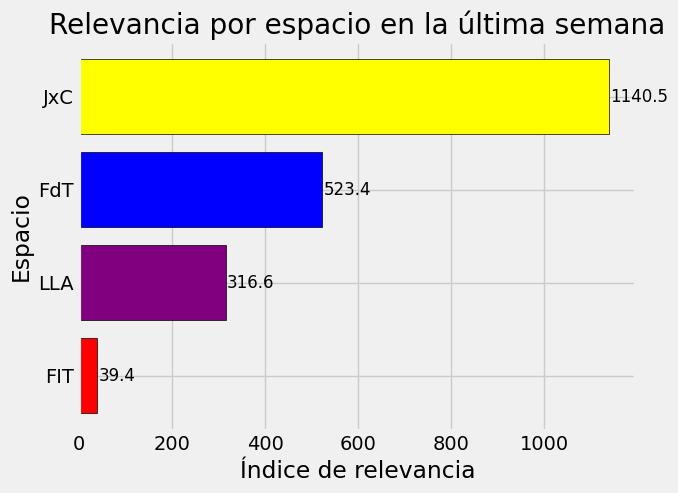 Relevancia por espacio en la última semana
JxC
1140.5
FdT
523.4
LLA
316.6
FIT
39.4
Espacio
0 200 400 600 800 1000
Índice de relevancia